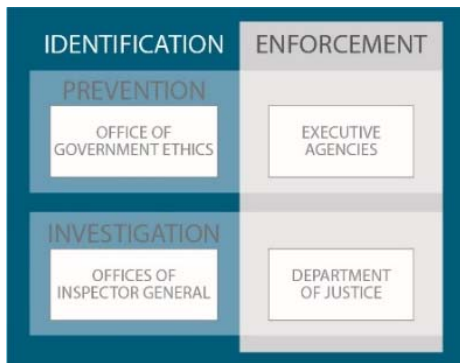 IDENTIFICATION
ENFORCEMENT
PREVENTION
OFFICE OF
GOVERNMENT ETHICS
EXECUTIVE
AGENCIES
INVESTIGATION
OFFICES OF
INSPECTOR GENERAL
DEPARTMENT
OF JUSTICE